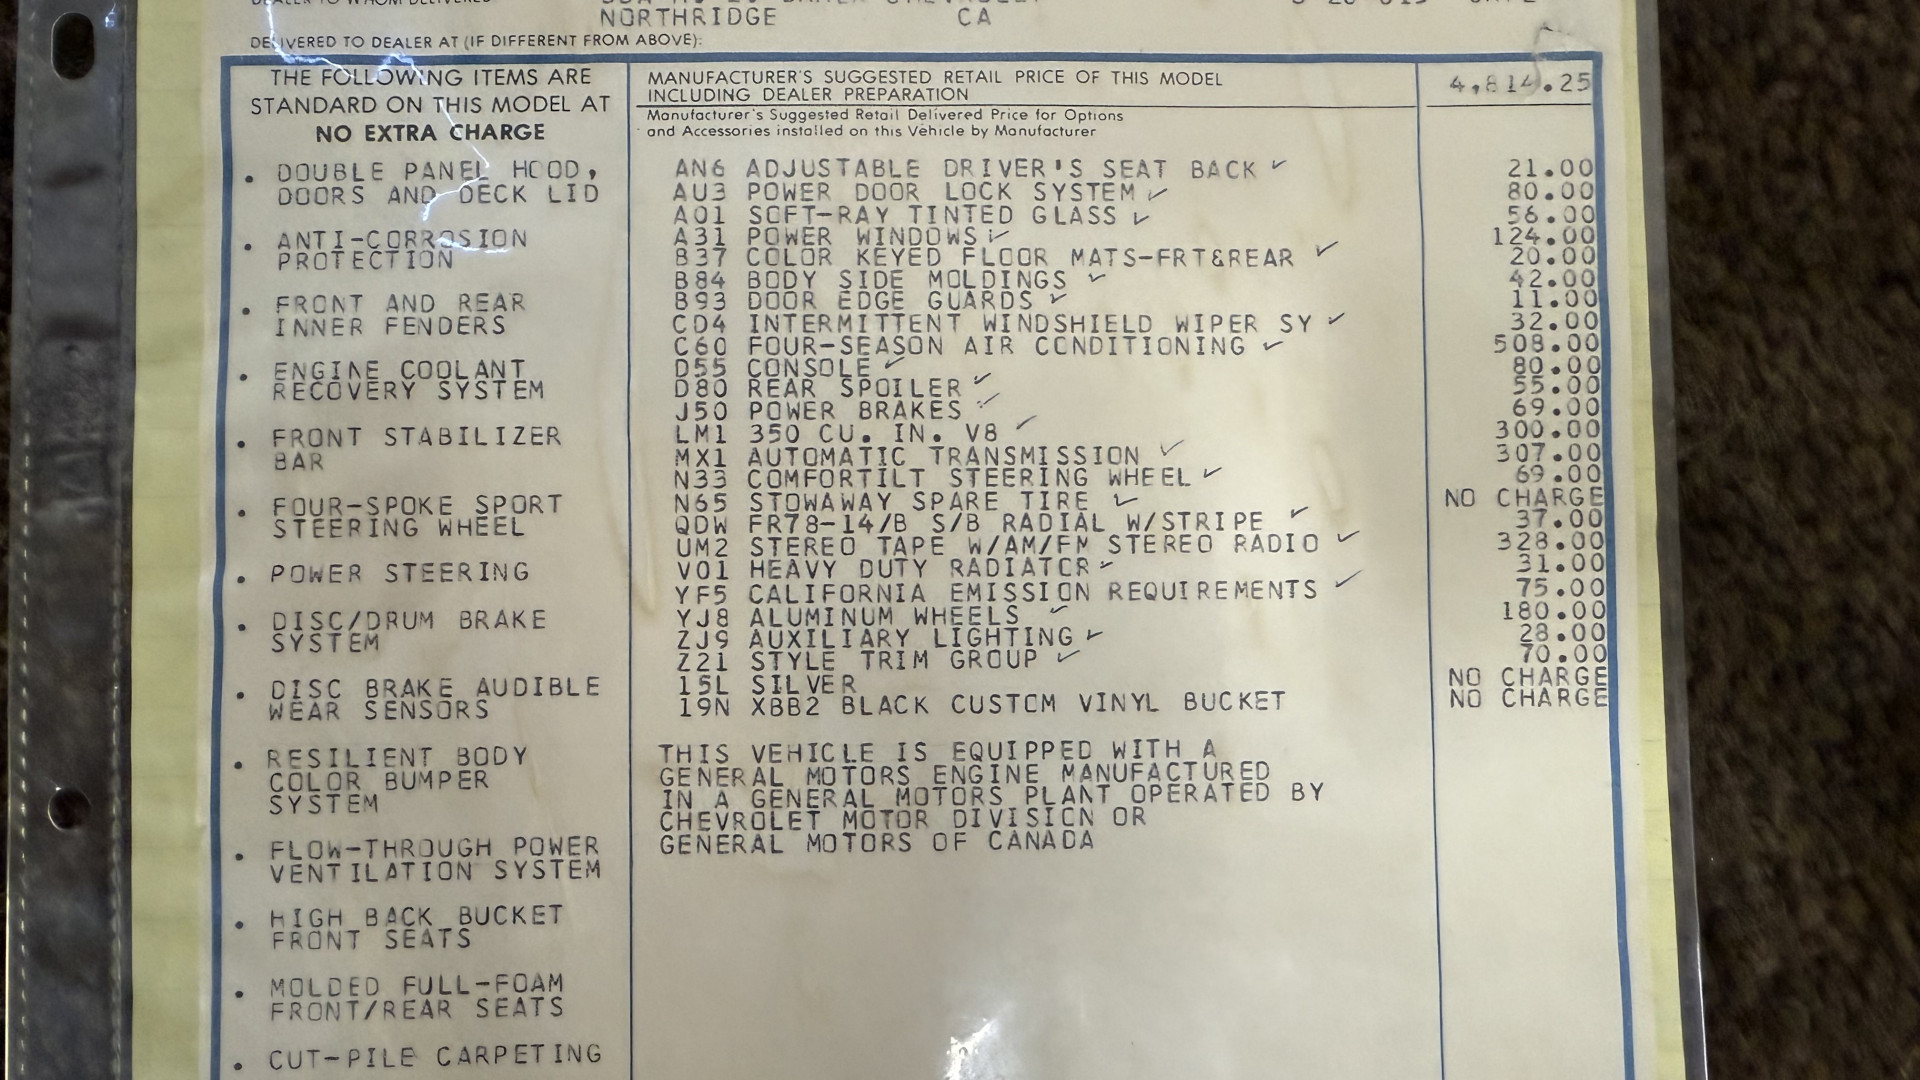 NORTHRIDGE CA
DELIVERED TO DEALER AT (IF DIFFERENT FROM ABOVE):
THE FOLLOWING ITEMS ARE
STANDARD ON THIS MODEL AT
NO EXTRA CHARGE
• DOUBLE PANEL HOOD,
DOORS AND DECK LID
• ANTI-CORROSION
PROTECTION
• FRONT AND REAR
INNER FENDERS
• ENGINE COOLANT
RECOVERY SYSTEM
• FRONT STABILIZER
BAR
• FOUR-SPOKE SPORT
STEERING WHEEL
• POWER STEERING
• DISC/DRUM BRAKE
SYSTEM
• DISC BRAKE AUDIBLE
WEAR SENSORS
• RESILIENT BODY
COLOR BUMPER
SYSTEM
• FLOW-THROUGH POWER
VENTILATION SYSTEM
• HIGH BACK BUCKET
FRONT SEATS
• MOLDED FULL-FOAM
FRONT/REAR SEATS
• CUT-PILE CARPETING
MANUFACTURER'S SUGGESTED RETAIL PRICE OF THIS MODEL
INCLUDING DEALER PREPARATION 4,814.25
Manufacturer's Suggested Retail Delivered Price for Options
and Accessories installed on this Vehicle by Manufacturer
AN6 ADJUSTABLE DRIVER'S SEAT BACK ✓ 21.00
AU3 POWER DOOR LOCK SYSTEM ✓ 80.00
A01 SOFT-RAY TINTED GLASS ✓ 56.00
A31 POWER WINDOWS ✓ 124.00
B37 COLOR KEYED FLOOR MATS-FRT&REAR ✓ 20.00
B84 BODY SIDE MOLDINGS ✓ 42.00
B93 DOOR EDGE GUARDS ✓ 11.00
CD4 INTERMITTENT WINDSHIELD WIPER SY ✓ 32.00
C60 FOUR-SEASON AIR CONDITIONING ✓ 508.00
D55 CONSOLE ✓ 80.00
D80 REAR SPOILER ✓ 55.00
J50 POWER BRAKES ✓ 69.00
LM1 350 CU. IN. V8 ✓ 300.00
MX1 AUTOMATIC TRANSMISSION ✓ 307.00
N33 COMFORTILT STEERING WHEEL ✓ 69.00
N65 STOWAWAY SPARE TIRE ✓ NO CHARGE
QDW FR78-14/B S/B RADIAL W/STRIPE ✓ 37.00
UM2 STEREO TAPE W/AM/FM STEREO RADIO ✓ 328.00
V01 HEAVY DUTY RADIATOR ✓ 31.00
YF5 CALIFORNIA EMISSION REQUIREMENTS ✓ 75.00
YJ8 ALUMINUM WHEELS ✓ 180.00
ZJ9 AUXILIARY LIGHTING ✓ 28.00
Z21 STYLE TRIM GROUP ✓ 70.00
15L SILVER NO CHARGE
19N XBB2 BLACK CUSTOM VINYL BUCKET NO CHARGE
THIS VEHICLE IS EQUIPPED WITH A
GENERAL MOTORS ENGINE MANUFACTURED
IN A GENERAL MOTORS PLANT OPERATED BY
CHEVROLET MOTOR DIVISION OR
GENERAL MOTORS OF CANADA